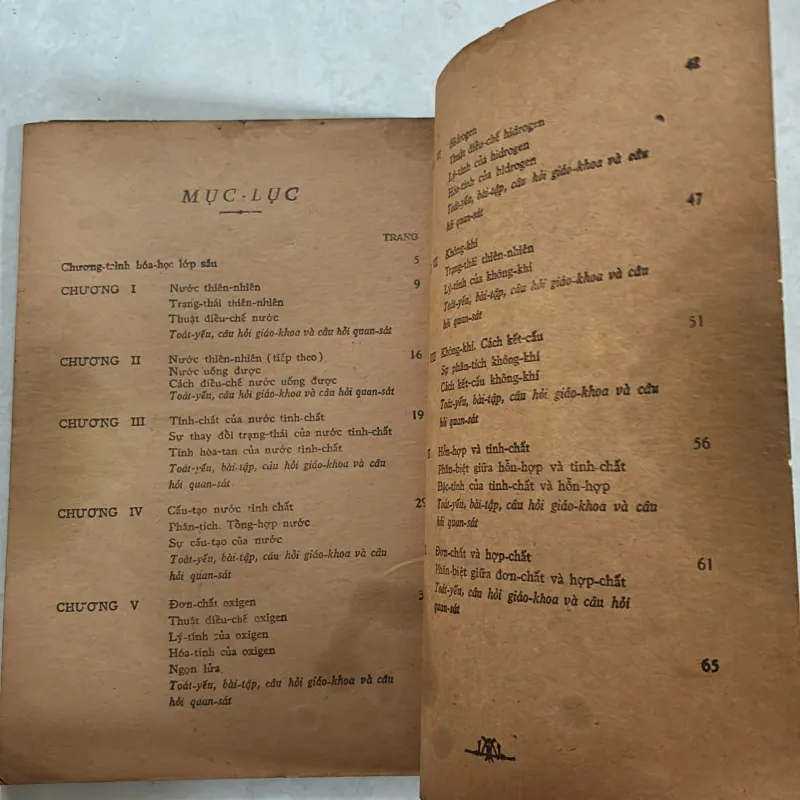 MỤC-LỤC
TRANG
Chương-trình hóa-học lớp sáu 5
CHƯƠNG I Nước thiên-nhiên 9
Trạng-thái thiên-nhiên
Thuật điều-chế nước
Toát-yếu, câu hỏi giáo-khoa và câu hỏi quan-sát
CHƯƠNG II Nước thiên-nhiên (tiếp theo) 16
Nước uống được
Cách điều-chế nước uống được
Toát-yếu, câu hỏi giáo-khoa và câu hỏi quan-sát
CHƯƠNG III Tính-chất của nước tinh-chất 19
Sự thay đổi trạng-thái của nước tinh-chất
Tính hòa-tan của nước tinh-chất
Toát-yếu, bài-tập, câu hỏi giáo-khoa và câu
hỏi quan-sát
CHƯƠNG IV Cấu-tạo nước tinh chất 29
Phân-tích. Tổng-hợp nước
Sự cấu-tạo của nước
Toát-yếu, bài-tập, câu hỏi giáo-khoa và câu
hỏi quan-sát
CHƯƠNG V Đơn-chất oxigen
Thuật điều-chế oxigen
Lý-tính của oxigen
Hóa-tính của oxigen
Ngọn lửa
Toát-yếu, bài-tập, câu hỏi giáo-khoa và câu
hỏi quan-sát
42
Hidrogen
Thuật điều-chế hidrogen
Lý-tính của hidrogen
Hóa-tính của hidrogen
Toát-yếu, bài-tập, câu hỏi giáo-khoa và câu
hỏi quan-sát
47
Không-khí
Trạng-thái thiên-nhiên
Lý-tính của không-khí
Toát-yếu, bài-tập, câu hỏi giáo-khoa và câu
hỏi quan-sát
51
Không-khí. Cách kết-cấu
Sự phân-tích không-khí
Cách kết-cấu không-khí
Toát-yếu, bài-tập, câu hỏi giáo-khoa và câu
hỏi quan-sát
Hỗn-hợp và tinh-chất 56
Phân-biệt giữa hỗn-hợp và tinh-chất
Đặc-tính của tinh-chất và hỗn-hợp
Toát-yếu, bài-tập, câu hỏi giáo-khoa và câu
hỏi quan-sát
Đơn-chất và hợp-chất 61
Phân-biệt giữa đơn-chất và hợp-chất
Toát-yếu, câu hỏi giáo-khoa và câu hỏi
quan-sát
65